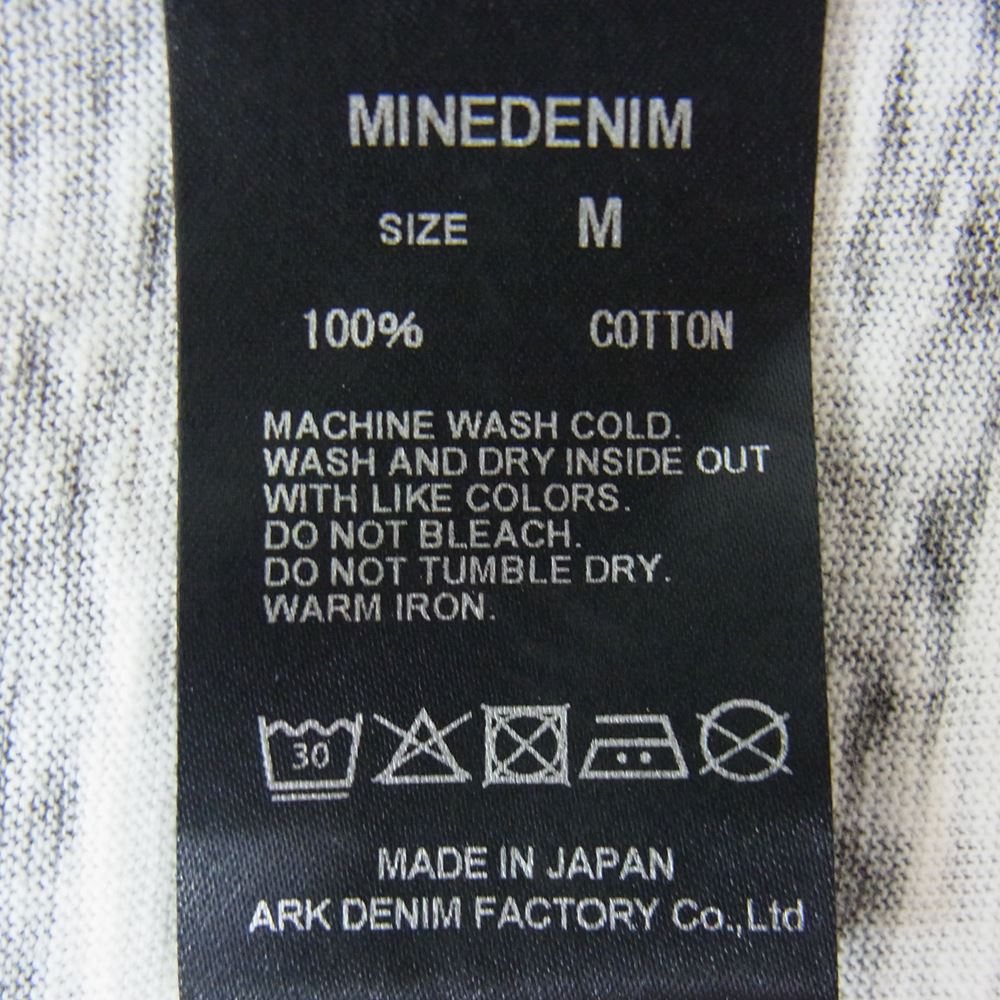 MINEDENIM
SIZE M
100% COTTON
MACHINE WASH COLD.
WASH AND DRY INSIDE OUT
WITH LIKE COLORS.
DO NOT BLEACH.
DO NOT TUMBLE DRY.
WARM IRON.
30
MADE IN JAPAN
ARK DENIM FACTORY Co.,Ltd